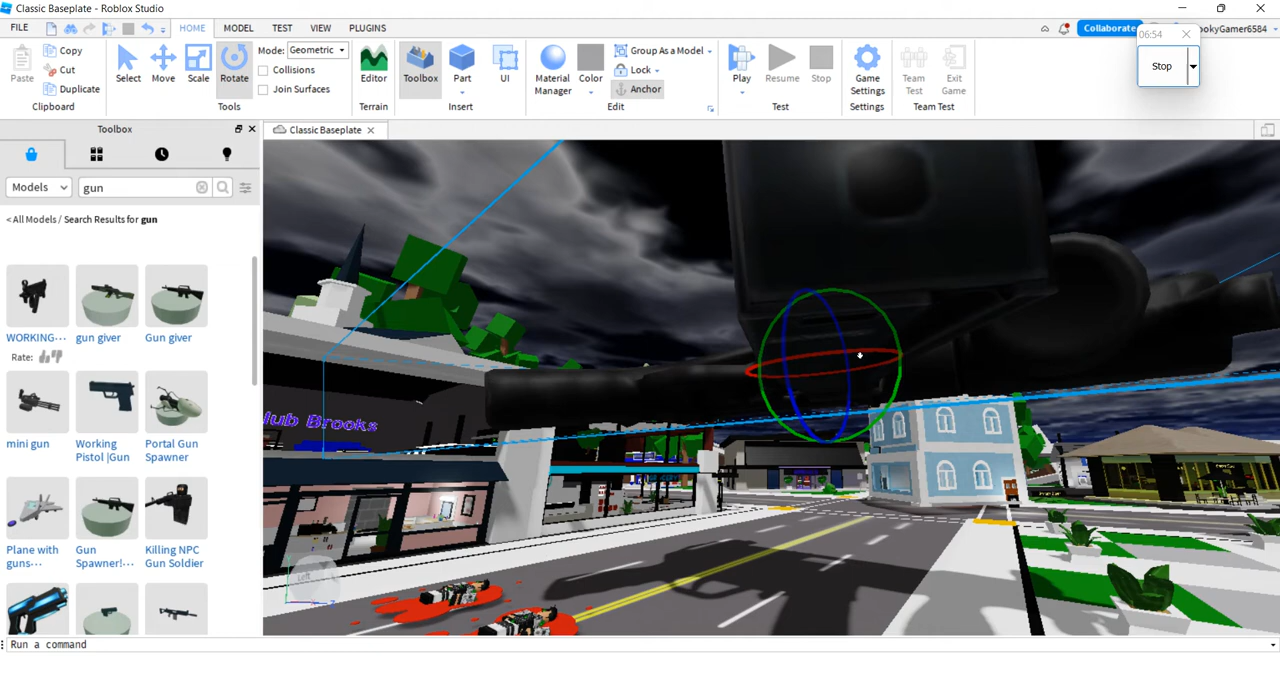 Classic Baseplate - Roblox Studio
FILE HOME MODEL TEST VIEW PLUGINS
Collaborate ookyGamer6584
06:54
Stop
Paste Copy Cut Duplicate
Clipboard
Select Move Scale Rotate
Mode: Geometric
Collisions
Join Surfaces
Tools
Editor
Terrain
Toolbox Part UI
Insert
Material Manager Color
Group As Model
Lock
Anchor
Edit
Play Resume Stop
Test
Game Settings
Settings
Team Test Exit Game
Team Test
Toolbox
Classic Baseplate
Models gun
< All Models / Search Results for gun
WORKING··· gun giver Gun giver
Rate:
mini gun Working Pistol |Gun Portal Gun Spawner
Plane with guns··· Gun Spawner!·· Killing NPC Gun Soldier
lub Brooks
Left
Run a command